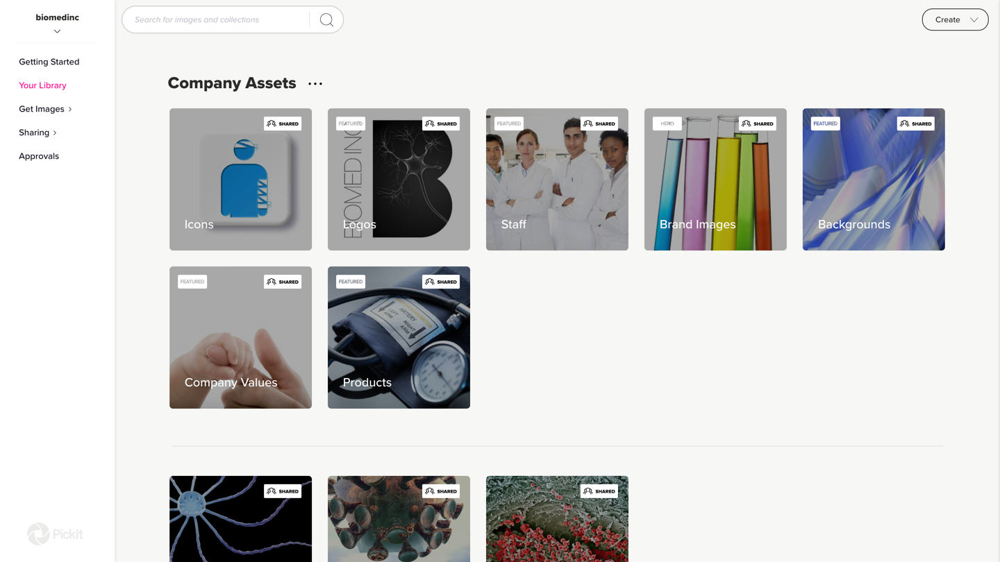 biomedinc
Search for images and collections
Create
Getting Started
Your Library
Get Images
Sharing
Approvals
Company Assets
SHARED
Icons
FEATURED
SHARED
BIOMED INC
Logos
FEATURED
SHARED
Staff
HERO
SHARED
Brand Images
FEATURED
SHARED
Backgrounds
FEATURED
SHARED
Company Values
FEATURED
SHARED
ARTERY
LEFT
ARM
RIGHT
ARM
Products
SHARED
SHARED
SHARED
Pickit